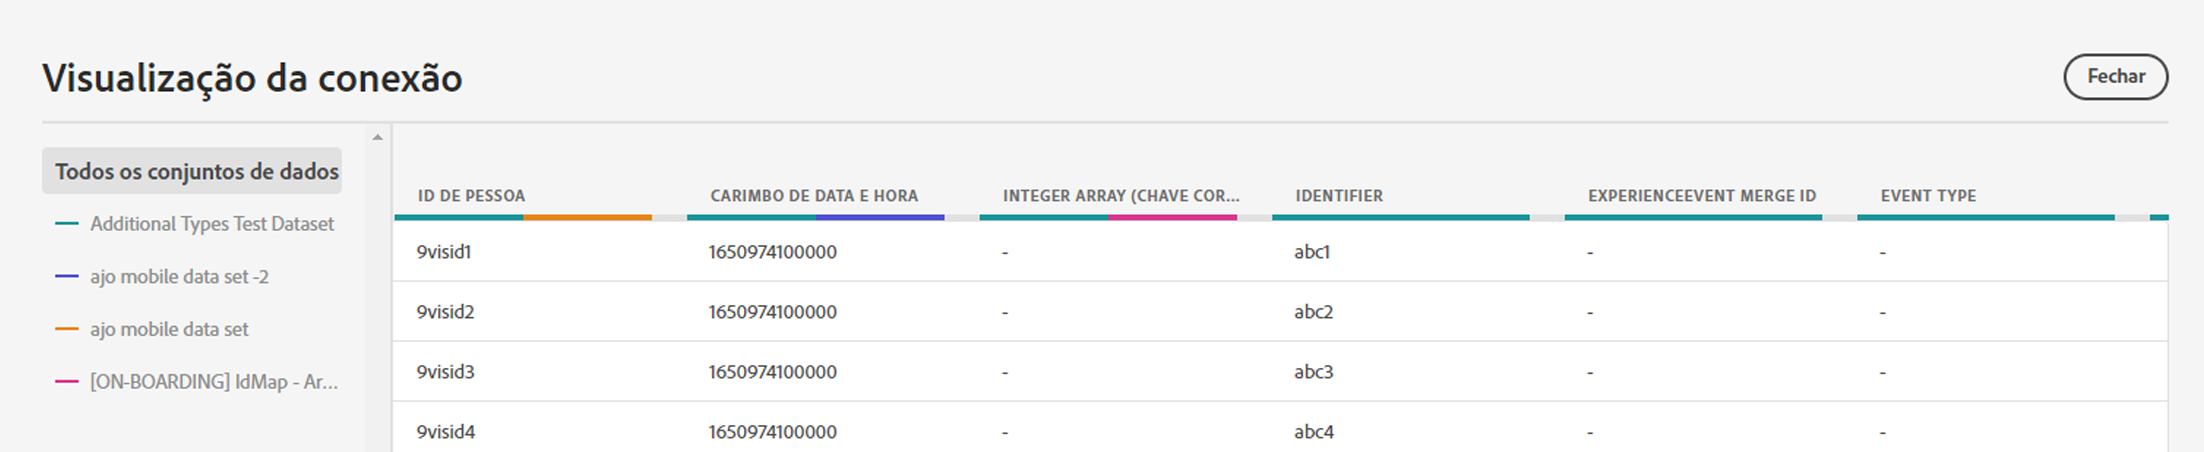 Visualização da conexão
Fechar
Todos os conjuntos de dados
Additional Types Test Dataset
ajo mobile data set -2
ajo mobile data set
[ON-BOARDING] IdMap - Ar...
ID DE PESSOA CARIMBO DE DATA E HORA INTEGER ARRAY (CHAVE COR... IDENTIFIER EXPERIENCEEVENT MERGE ID EVENT TYPE
9visid1 1650974100000 - abc1 - -
9visid2 1650974100000 - abc2 - -
9visid3 1650974100000 - abc3 - -
9visid4 1650974100000 - abc4 - -